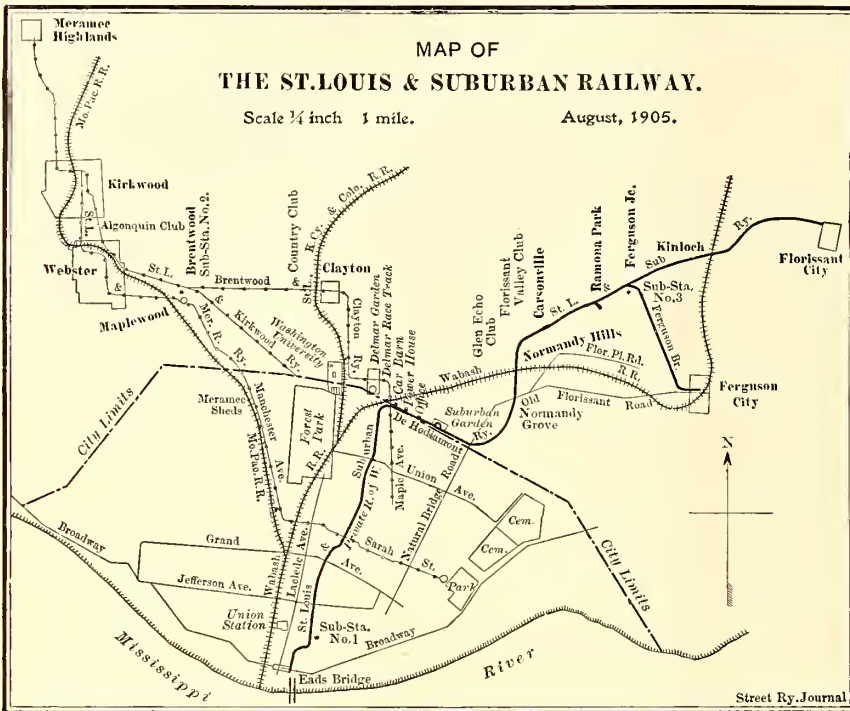 MAP OF
THE ST. LOUIS & SUBURBAN RAILWAY.
Scale ¼ inch 1 mile.
August, 1905.
Meramec
Highlands
Mo. Pac. R.R.
Kirkwood
St. L.
Algonquin Club
Webster
&
Maplewood
Brentwood
Sub-Sta. No. 2.
St. L.
Brentwood
& Country Club
St. L. K. Cy. & Colo. R.R.
Clayton
Clayton Ry.
& Kirkwood Ry.
Mer. R. Ry.
Washington
University
Delmar Garden
Delmar Race Track
Car Barn
Power House
Office
Glen Echo
Club
Florissant
Valley Club
Carsonville
St. L. & Sub Ry.
Ramona Park
Ferguson Jc.
Kinloch
Florissant
City
Sub-Sta.
No. 3
Ferguson Br.
Normandy Hills
Flor. Pl. Rd.
Wabash R.R.
Ferguson
City
Old Florissant Road
Normandy
Grove
Suburban
Garden
Ry.
De Hodiamont
City Limits
Meramec
Sheds
Manchester Ave.
Mo. Pac. R.R.
Forest
Park
Wabash R.R.
St. Louis & Suburban
Private R. of W.
Maple Ave.
Union Ave.
Natural Bridge Road
Cem.
Cem.
City Limits
Broadway
Grand Ave.
Laclede Ave.
Sarah St.
Park
Jefferson Ave.
Union
Station
Sub-Sta.
No. 1
Broadway
N
Eads Bridge
Mississippi River
Street Ry. Journal